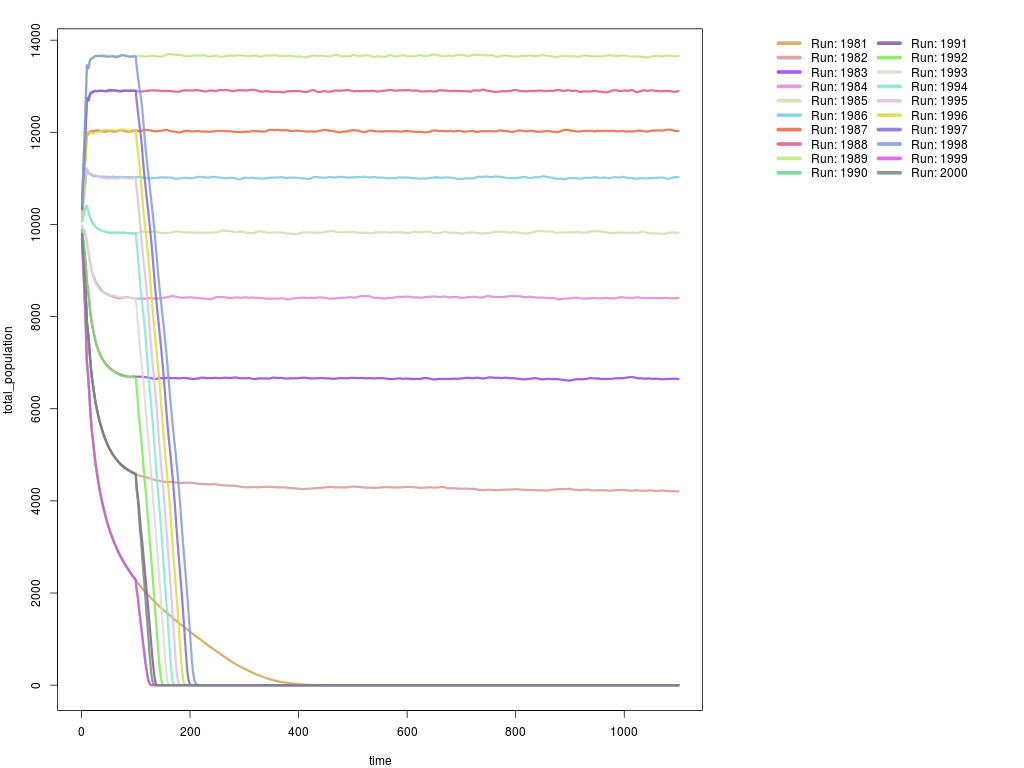 total_population
14000
12000
10000
8000
6000
4000
2000
0
0 200 400 600 800 1000
time
Run: 1981 Run: 1991
Run: 1982 Run: 1992
Run: 1983 Run: 1993
Run: 1984 Run: 1994
Run: 1985 Run: 1995
Run: 1986 Run: 1996
Run: 1987 Run: 1997
Run: 1988 Run: 1998
Run: 1989 Run: 1999
Run: 1990 Run: 2000